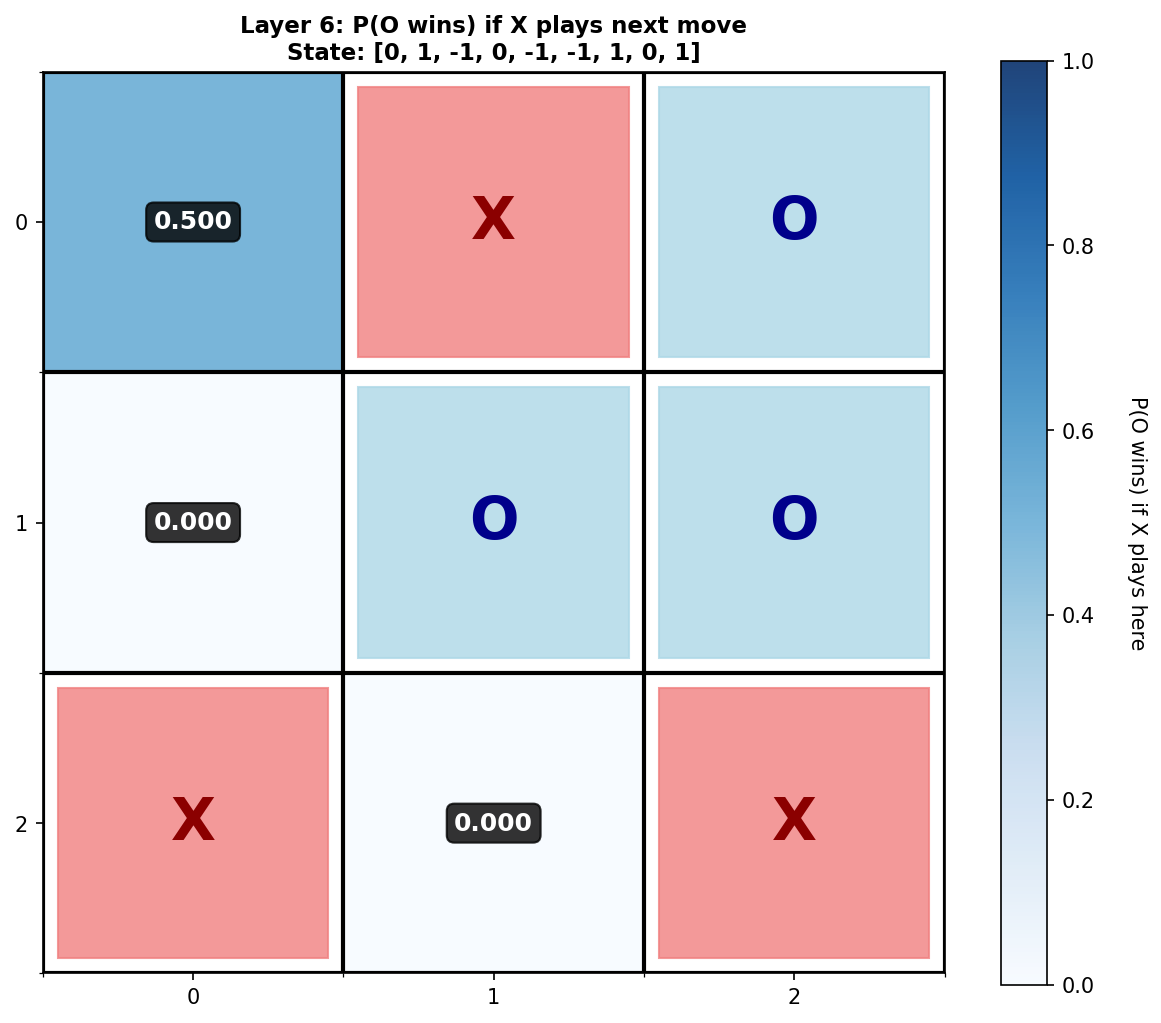 Layer 6: P(O wins) if X plays next move
State: [0, 1, -1, 0, -1, -1, 1, 0, 1]
0.500
X
O
0
0.000
O
O
1
X
0.000
X
2
0
1
2
1.0
0.8
0.6
0.4
0.2
0.0
P(O wins) if X plays here